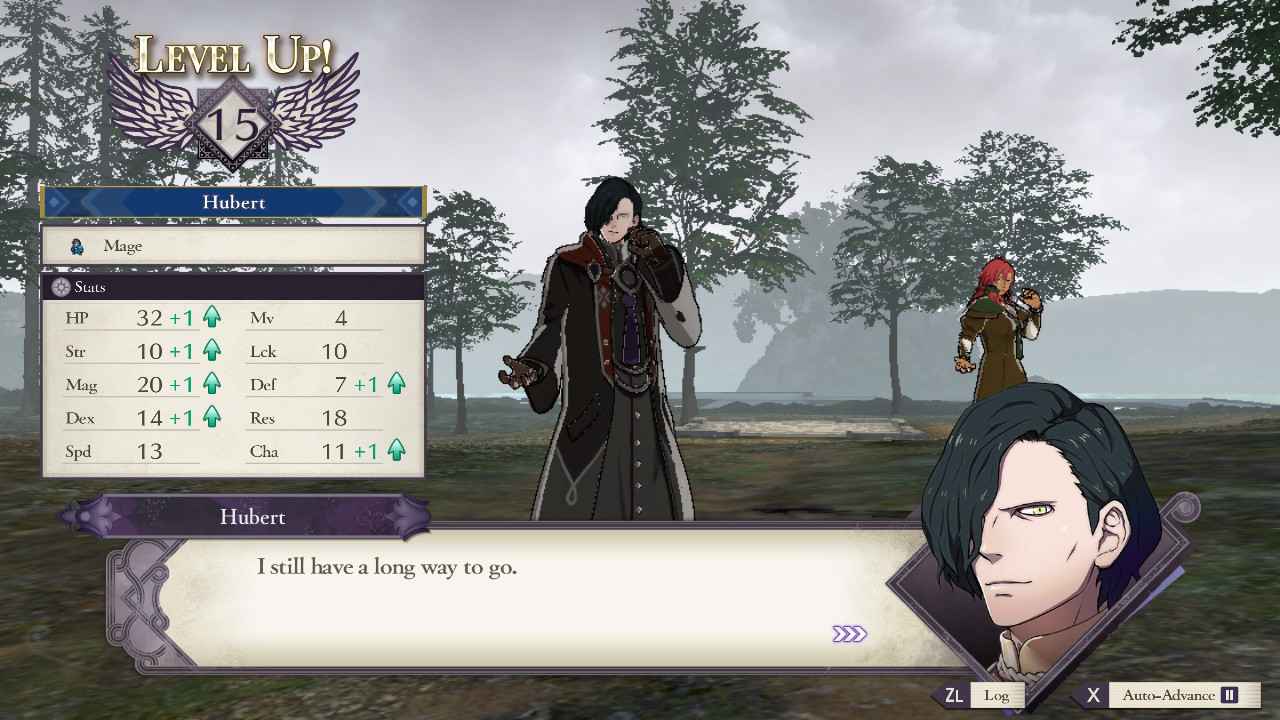 LEVEL UP!
15
Hubert
Mage
Stats
HP 32 +1
Str 10 +1
Mag 20 +1
Dex 14 +1
Spd 13
Mv 4
Lck 10
Def 7 +1
Res 18
Cha 11 +1
Hubert
I still have a long way to go.
ZL Log
X Auto-Advance